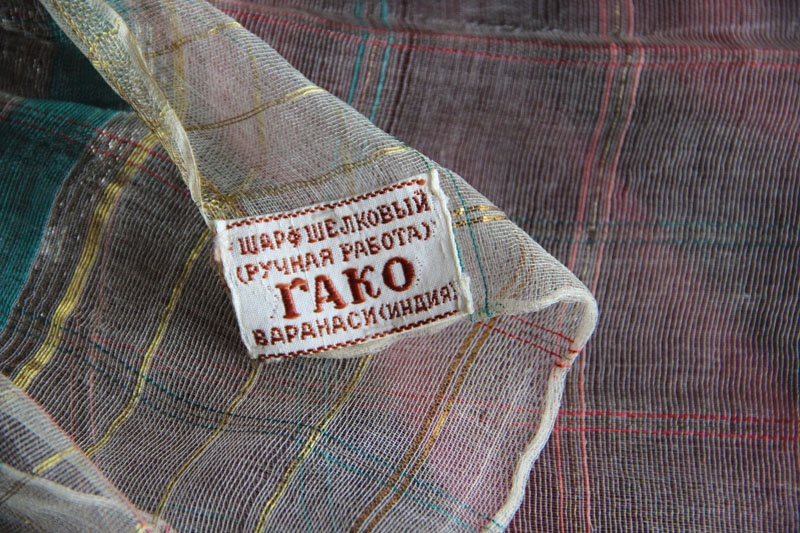 ШАРФ ШЕЛКОВЫЙ
(РУЧНАЯ РАБОТА)
ГАКО
ВАРАНАСИ (ИНДИЯ)